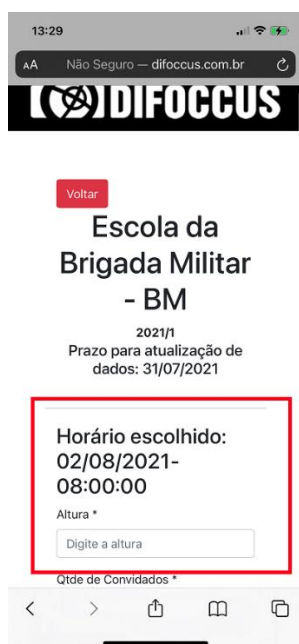 13:29
AA Não Seguro — difoccus.com.br
DIFOCCUS
Voltar
Escola da
Brigada Militar
- BM
2021/1
Prazo para atualização de
dados: 31/07/2021
Horário escolhido:
02/08/2021-
08:00:00
Altura *
Digite a altura
Qtde de Convidados *